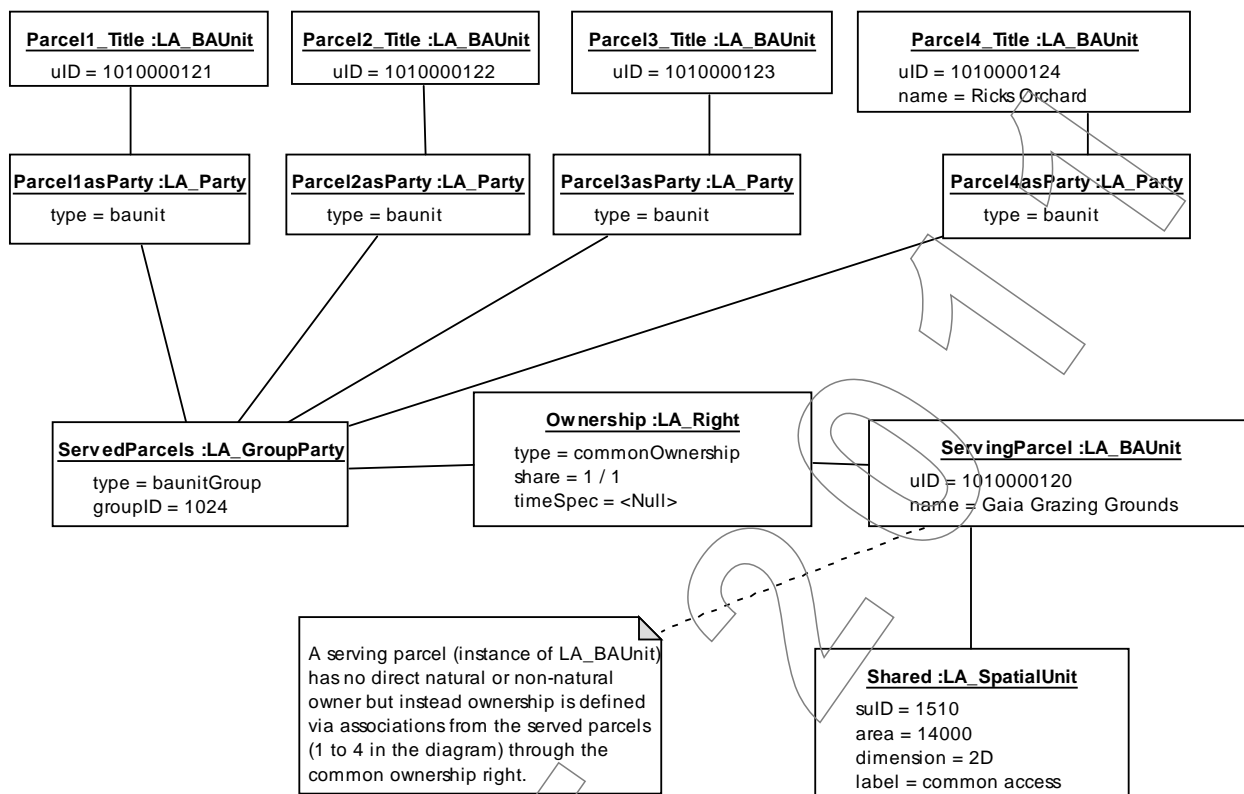 Parcel1_Title :LA_BAUnit
uID = 1010000121
Parcel2_Title :LA_BAUnit
uID = 1010000122
Parcel3_Title :LA_BAUnit
uID = 1010000123
Parcel4_Title :LA_BAUnit
uID = 1010000124
name = Ricks Orchard
Parcel1asParty :LA_Party
type = baunit
Parcel2asParty :LA_Party
type = baunit
Parcel3asParty :LA_Party
type = baunit
Parcel4asParty :LA_Party
type = baunit
ServedParcels :LA_GroupParty
type = baunitGroup
groupID = 1024
Ownership :LA_Right
type = commonOwnership
share = 1 / 1
timeSpec = <Null>
ServingParcel :LA_BAUnit
uID = 1010000120
name = Gaia Grazing Grounds
A serving parcel (instance of LA_BAUnit)
has no direct natural or non-natural
owner but instead ownership is defined
via associations from the served parcels
(1 to 4 in the diagram) through the
common ownership right.
Shared :LA_SpatialUnit
suID = 1510
area = 14000
dimension = 2D
label = common access
2011